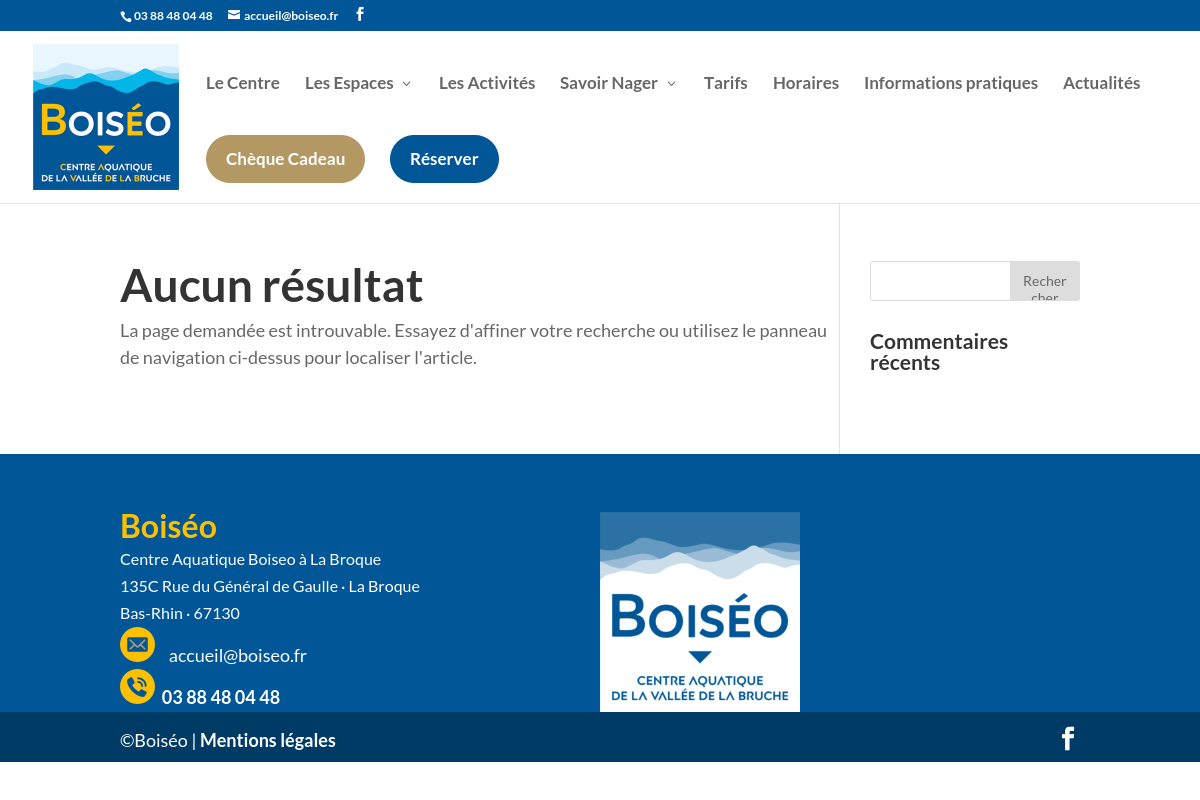 03 88 48 04 48 accueil@boiseo.fr
BOISÉO
CENTRE AQUATIQUE
DE LA VALLÉE DE LA BRUCHE
Le Centre Les Espaces Les Activités Savoir Nager Tarifs Horaires Informations pratiques Actualités
Chèque Cadeau Réserver
Aucun résultat
La page demandée est introuvable. Essayez d'affiner votre recherche ou utilisez le panneau
de navigation ci-dessus pour localiser l'article.
Recher
cher
Commentaires
récents
Boiséo
Centre Aquatique Boiseo à La Broque
135C Rue du Général de Gaulle · La Broque
Bas-Rhin · 67130
accueil@boiseo.fr
03 88 48 04 48
BOISÉO
CENTRE AQUATIQUE
DE LA VALLÉE DE LA BRUCHE
©Boiséo | Mentions légales